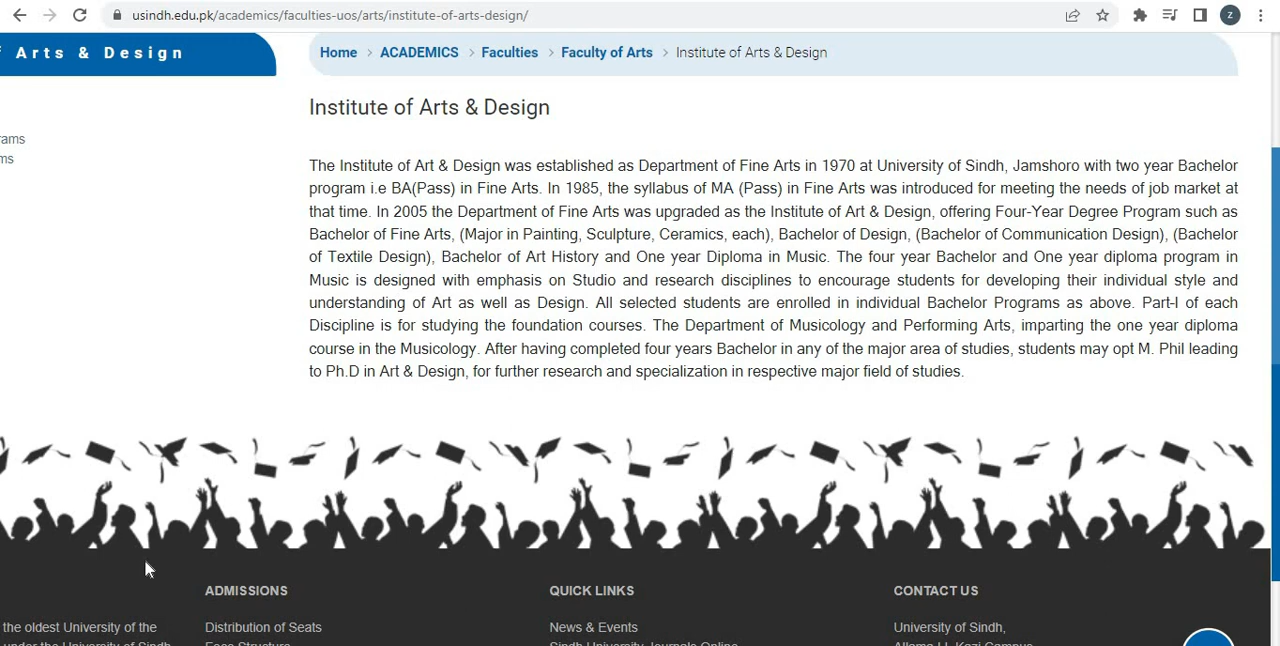 usindh.edu.pk/academics/faculties-uos/arts/institute-of-arts-design/
Z
Arts & Design
Home > ACADEMICS > Faculties > Faculty of Arts > Institute of Arts & Design
Institute of Arts & Design
The Institute of Art & Design was established as Department of Fine Arts in 1970 at University of Sindh, Jamshoro with two year Bachelor
program i.e BA(Pass) in Fine Arts. In 1985, the syllabus of MA (Pass) in Fine Arts was introduced for meeting the needs of job market at
that time. In 2005 the Department of Fine Arts was upgraded as the Institute of Art & Design, offering Four-Year Degree Program such as
Bachelor of Fine Arts, (Major in Painting, Sculpture, Ceramics, each), Bachelor of Design, (Bachelor of Communication Design), (Bachelor
of Textile Design), Bachelor of Art History and One year Diploma in Music. The four year Bachelor and One year diploma program in
Music is designed with emphasis on Studio and research disciplines to encourage students for developing their individual style and
understanding of Art as well as Design. All selected students are enrolled in individual Bachelor Programs as above. Part-I of each
Discipline is for studying the foundation courses. The Department of Musicology and Performing Arts, imparting the one year diploma
course in the Musicology. After having completed four years Bachelor in any of the major area of studies, students may opt M. Phil leading
to Ph.D in Art & Design, for further research and specialization in respective major field of studies.
ADMISSIONS
QUICK LINKS
CONTACT US
the oldest University of the
Distribution of Seats
News & Events
University of Sindh,